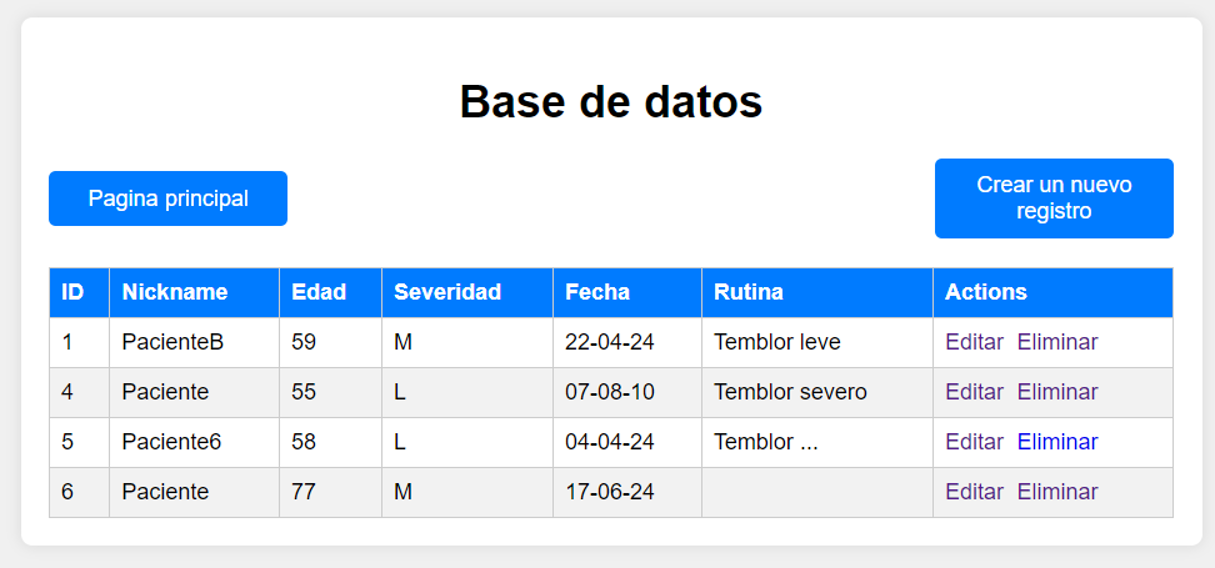 Base de datos
Pagina principal
Crear un nuevo
registro
ID Nickname Edad Severidad Fecha Rutina Actions
1 PacienteB 59 M 22-04-24 Temblor leve Editar Eliminar
4 Paciente 55 L 07-08-10 Temblor severo Editar Eliminar
5 Paciente6 58 L 04-04-24 Temblor ... Editar Eliminar
6 Paciente 77 M 17-06-24 Editar Eliminar